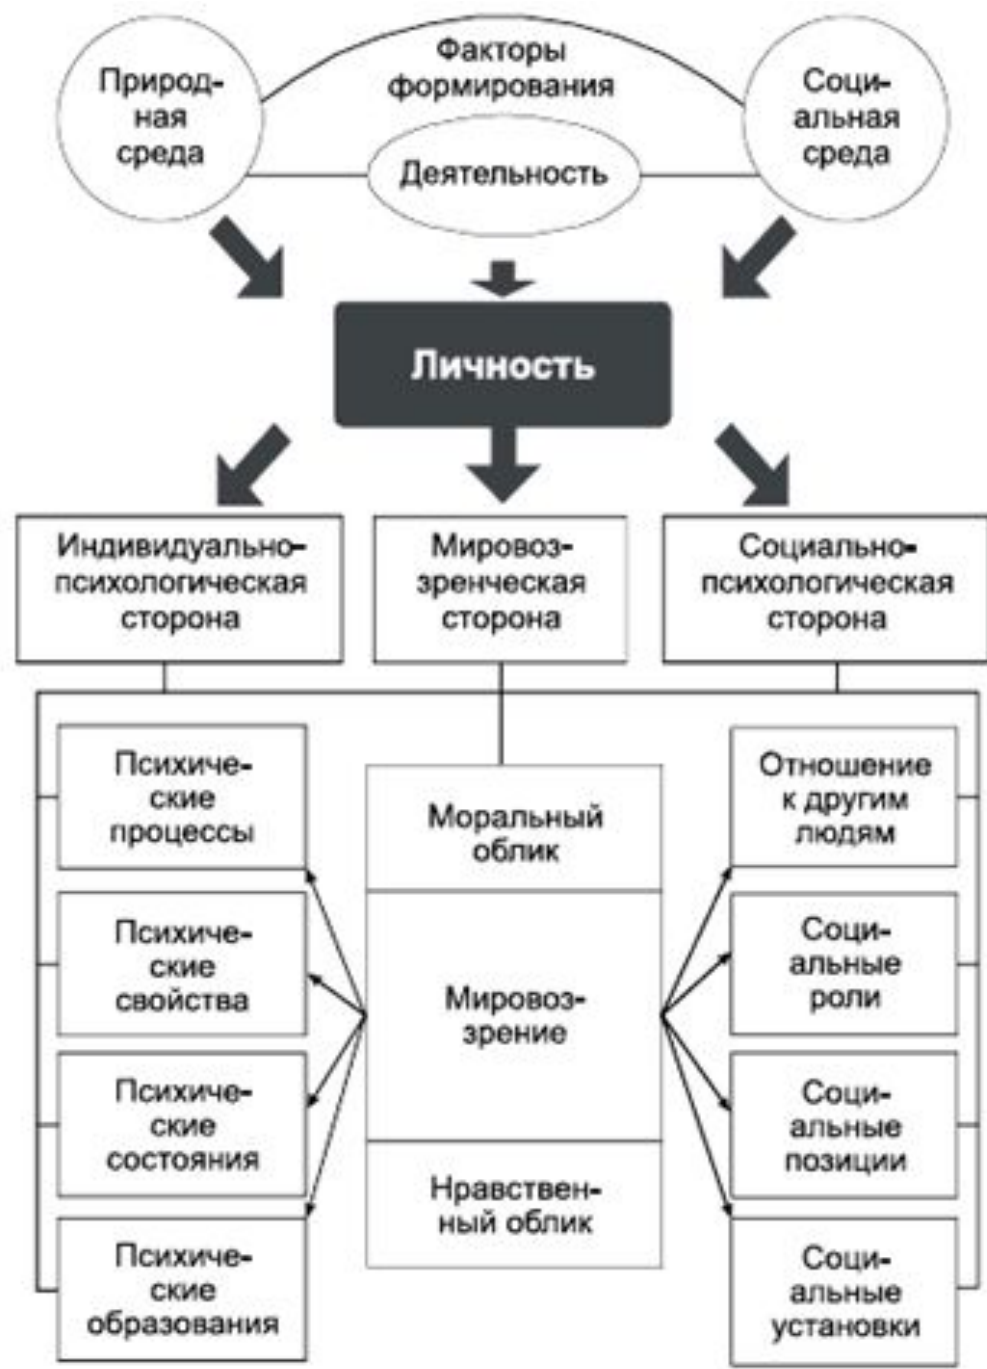 Факторы
формирования
Природ-
ная
среда
Деятельность
Соци-
альная
среда
Личность
Индивидуально-
психологическая
сторона
Мировоз-
зренческая
сторона
Социально-
психологическая
сторона
Психиче-
ские
процессы
Психиче-
ские
свойства
Психиче-
ские
состояния
Психиче-
ские
образования
Моральный
облик
Мировоз-
зрение
Нравствен-
ный облик
Отношение
к другим
людям
Соци-
альные
роли
Соци-
альные
позиции
Соци-
альные
установки